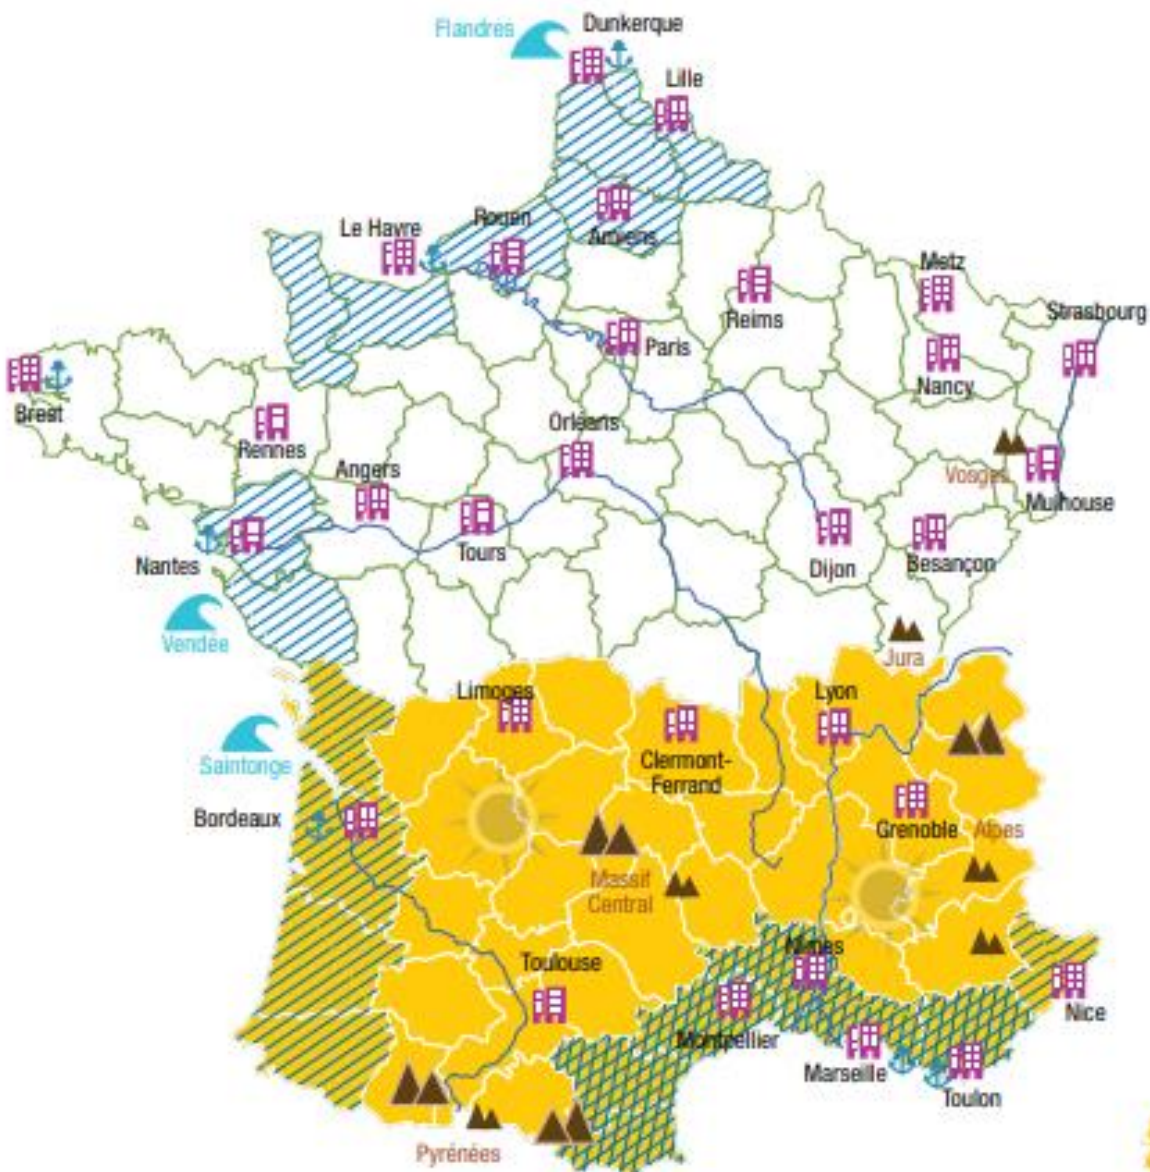 Flandres
Dunkerque
Lille
Le Havre
Rouen
Amiens
Metz
Strasbourg
Reims
Paris
Nancy
Brest
Rennes
Orléans
Vosges
Angers
Mulhouse
Nantes
Tours
Dijon
Besançon
Vendée
Jura
Limoges
Lyon
Saintonge
Clermont-
Ferrand
Bordeaux
Grenoble
Alpes
Massif
Central
Nîmes
Toulouse
Nice
Montpellier
Marseille
Toulon
Pyrénées